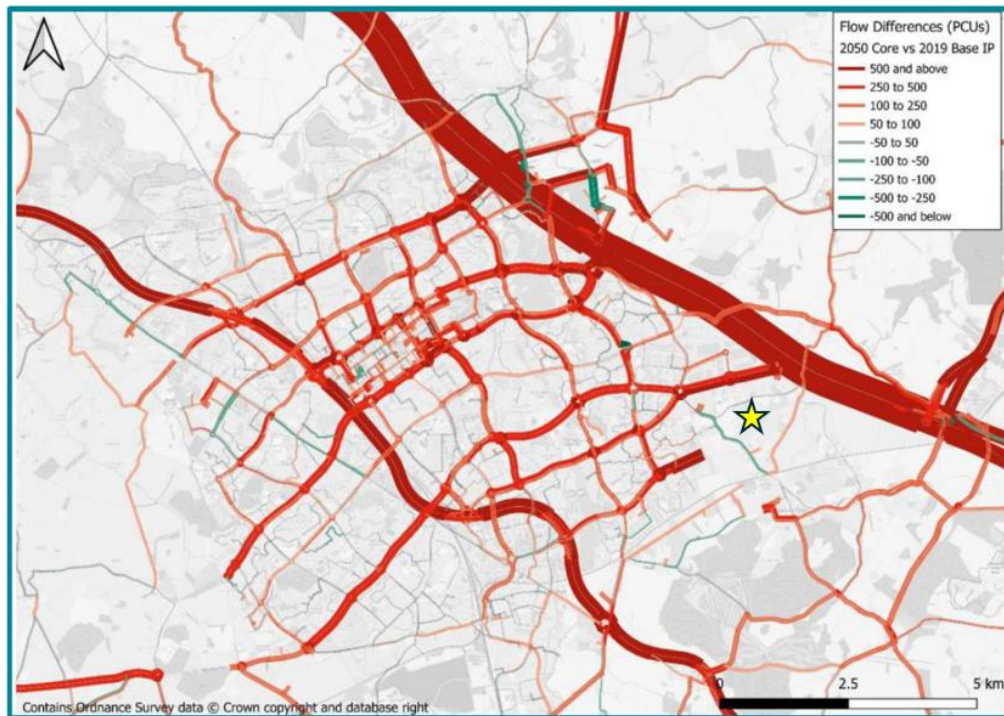 Flow Differences (PCUs)
2050 Core vs 2019 Base IP
500 and above
250 to 500
100 to 250
50 to 100
-50 to 50
-100 to -50
-250 to -100
-500 to -250
-500 and below
0 2.5 5 km
Contains Ordnance Survey data © Crown copyright and database right